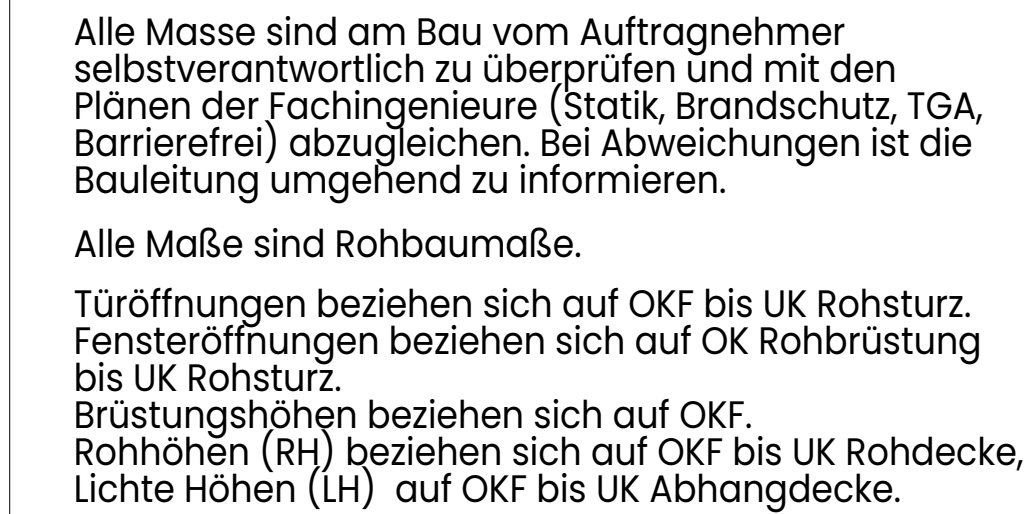 Alle Masse sind am Bau vom Auftragnehmer
selbstverantwortlich zu überprüfen und mit den
Plänen der Fachingenieure (Statik, Brandschutz, TGA,
Barrierefrei) abzugleichen. Bei Abweichungen ist die
Bauleitung umgehend zu informieren.
Alle Maße sind Rohbaumaße.
Türöffnungen beziehen sich auf OKF bis UK Rohsturz.
Fensteröffnungen beziehen sich auf OK Rohbrüstung
bis UK Rohsturz.
Brüstungshöhen beziehen sich auf OKF.
Rohhöhen (RH) beziehen sich auf OKF bis UK Rohdecke,
Lichte Höhen (LH)  auf OKF bis UK Abhangdecke.